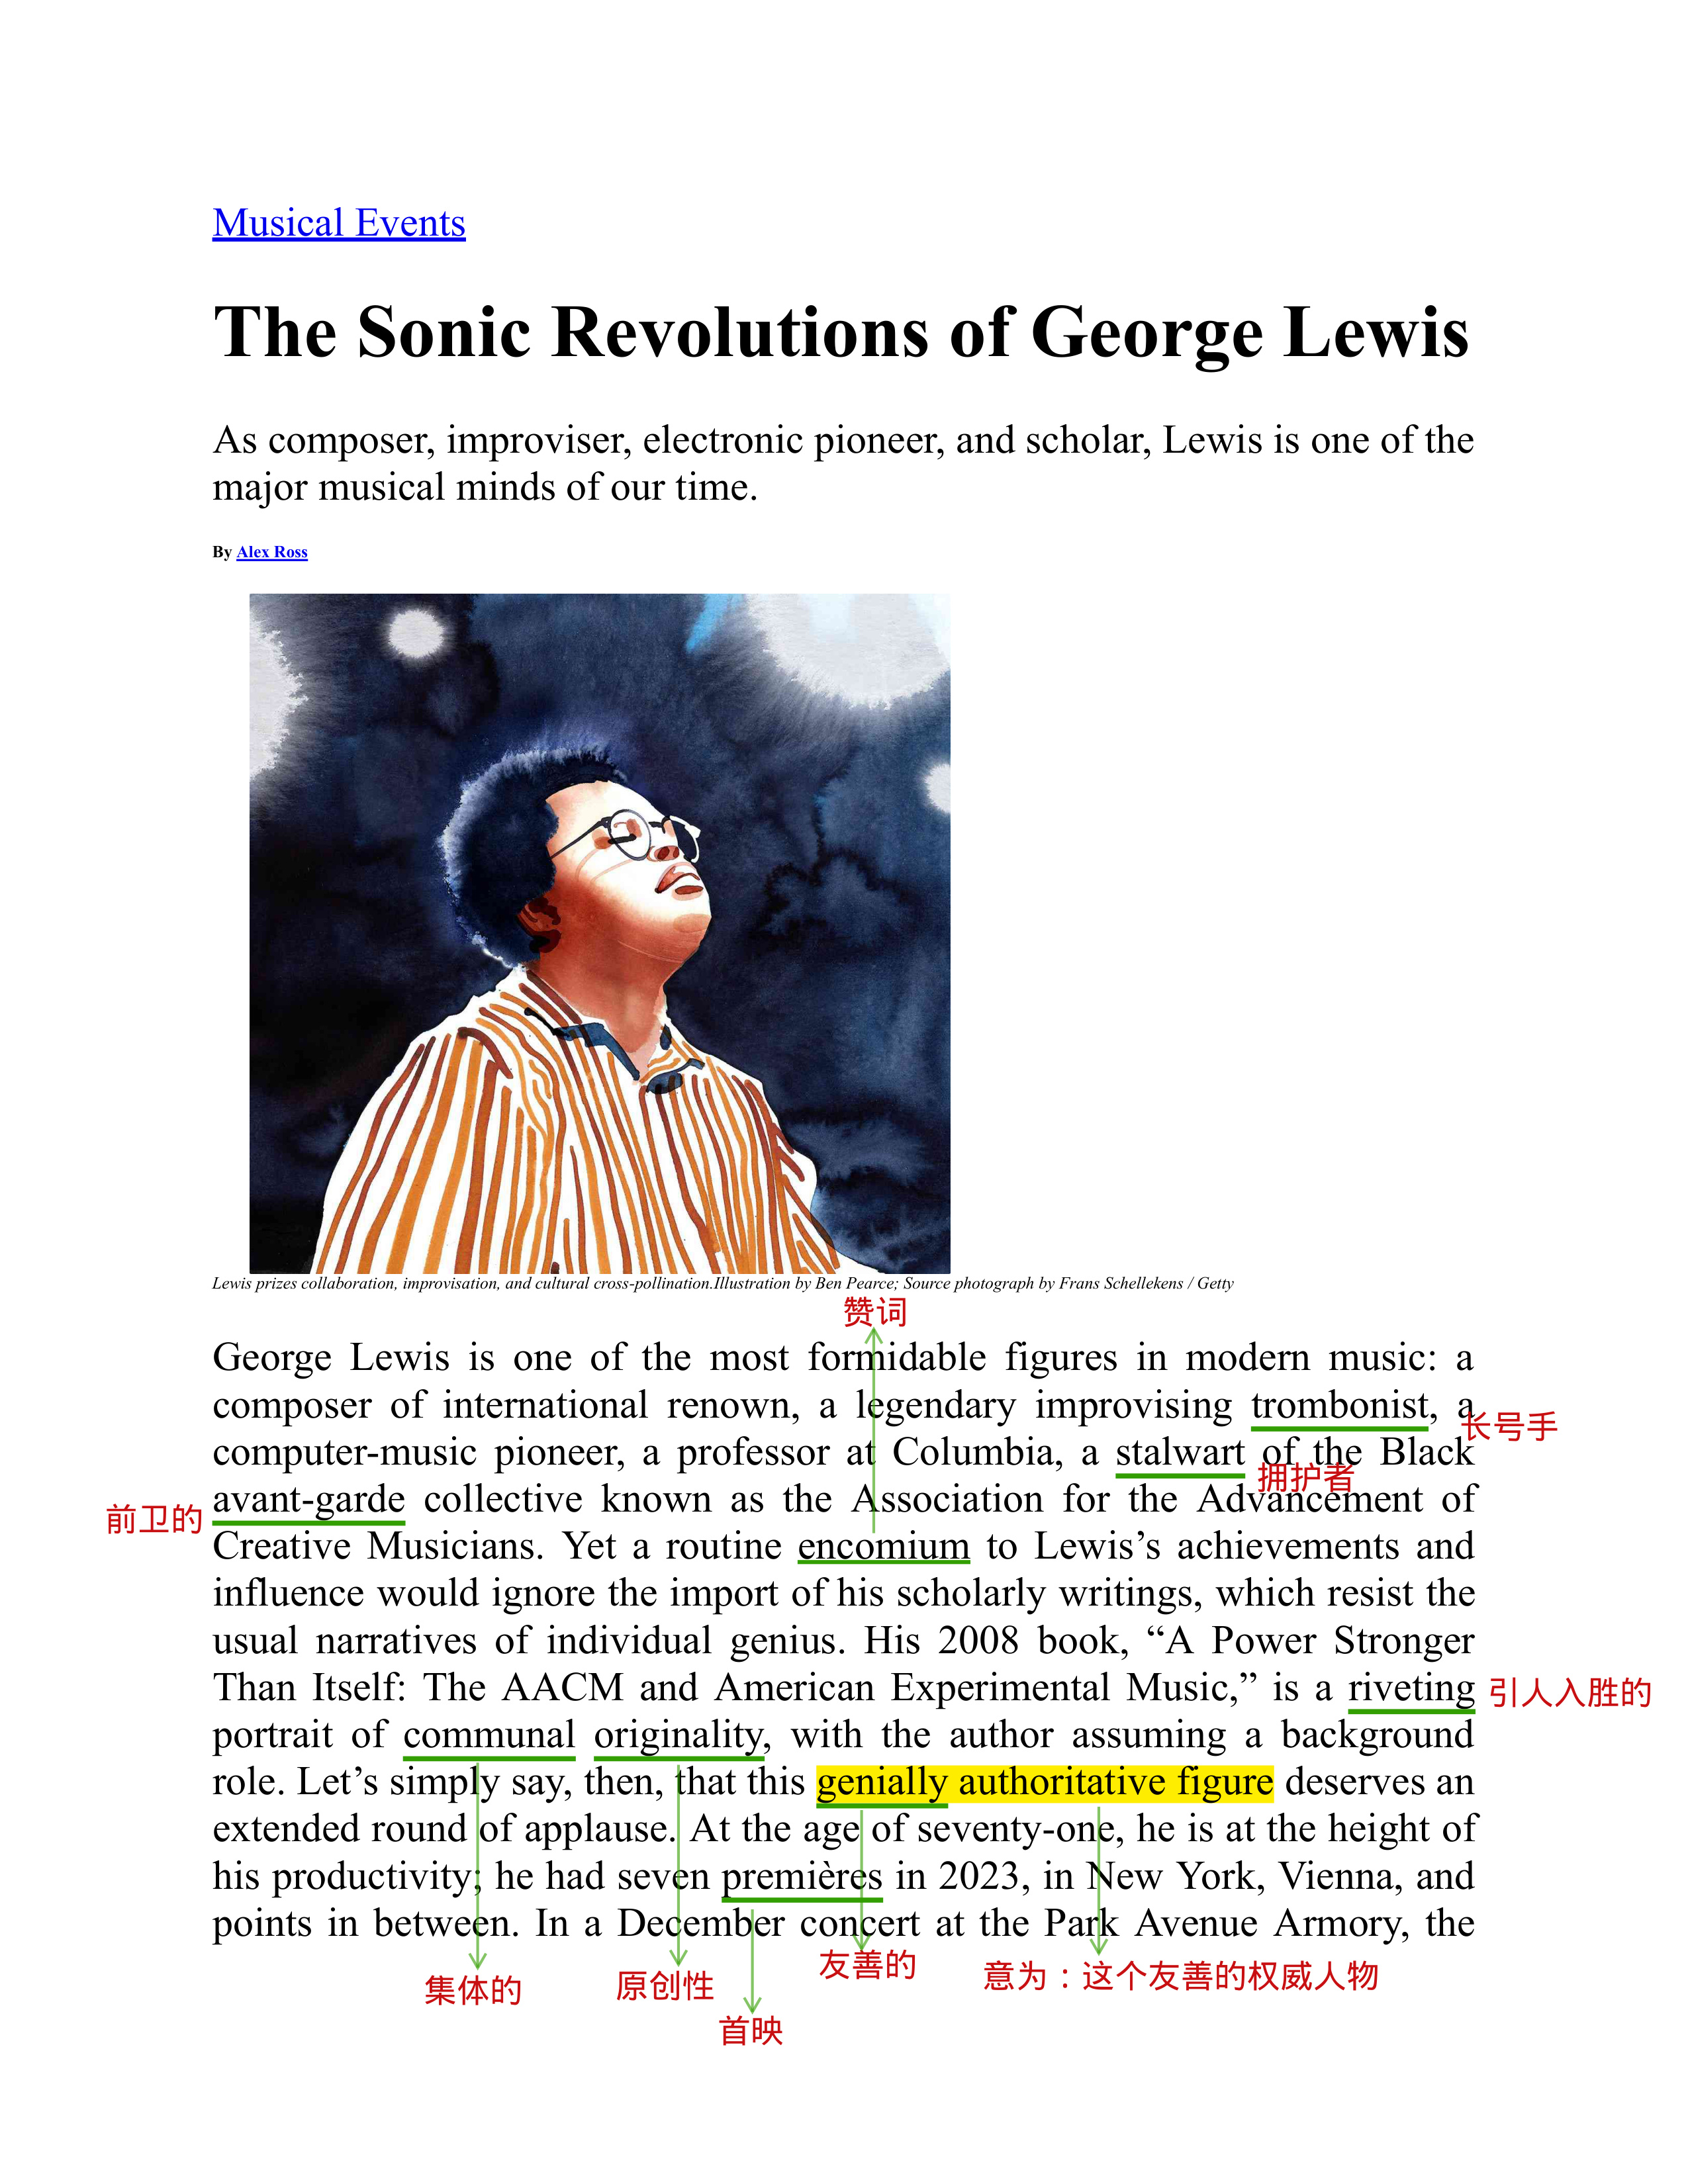 Musical Events
The Sonic Revolutions of George Lewis
As composer, improviser, electronic pioneer, and scholar, Lewis is one of the
major musical minds of our time.
By Alex Ross
Lewis prizes collaboration, improvisation, and cultural cross-pollination.Illustration by Ben Pearce; Source photograph by Frans Schellekens / Getty
赞词
George Lewis is one of the most formidable figures in modern music: a
composer of international renown, a legendary improvising trombonist, a
长号手
computer-music pioneer, a professor at Columbia, a stalwart of the Black
拥护者
avant-garde collective known as the Association for the Advancement of
前卫的
Creative Musicians. Yet a routine encomium to Lewis’s achievements and
influence would ignore the import of his scholarly writings, which resist the
usual narratives of individual genius. His 2008 book, “A Power Stronger
Than Itself: The AACM and American Experimental Music,” is a riveting
引人入胜的
portrait of communal originality, with the author assuming a background
role. Let’s simply say, then, that this genially authoritative figure deserves an
extended round of applause. At the age of seventy-one, he is at the height of
his productivity; he had seven premières in 2023, in New York, Vienna, and
points in between. In a December concert at the Park Avenue Armory, the
集体的
原创性
首映
友善的
意为：这个友善的权威人物